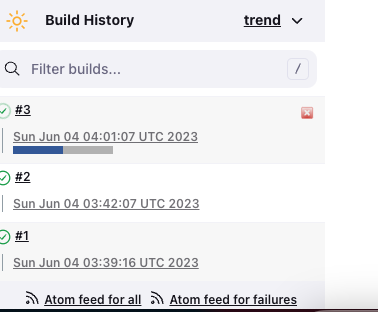 Build History trend
Filter builds... /
#3
Sun Jun 04 04:01:07 UTC 2023
#2
Sun Jun 04 03:42:07 UTC 2023
#1
Sun Jun 04 03:39:16 UTC 2023
Atom feed for all Atom feed for failures